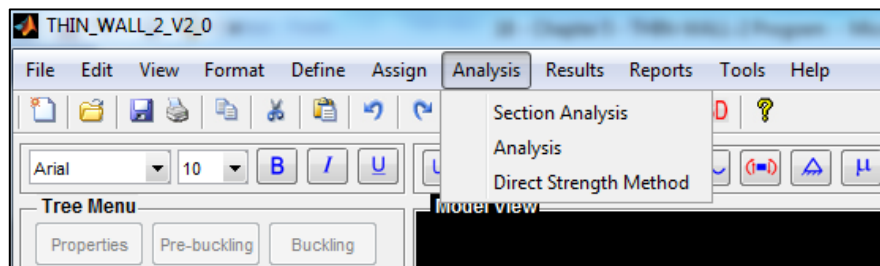 THIN_WALL_2_V2_0
File Edit View Format Define Assign Analysis Results Reports Tools Help
Section Analysis
Analysis
Direct Strength Method
Arial 10 B I U
μ
Tree Menu
Model View
Properties Pre-buckling Buckling